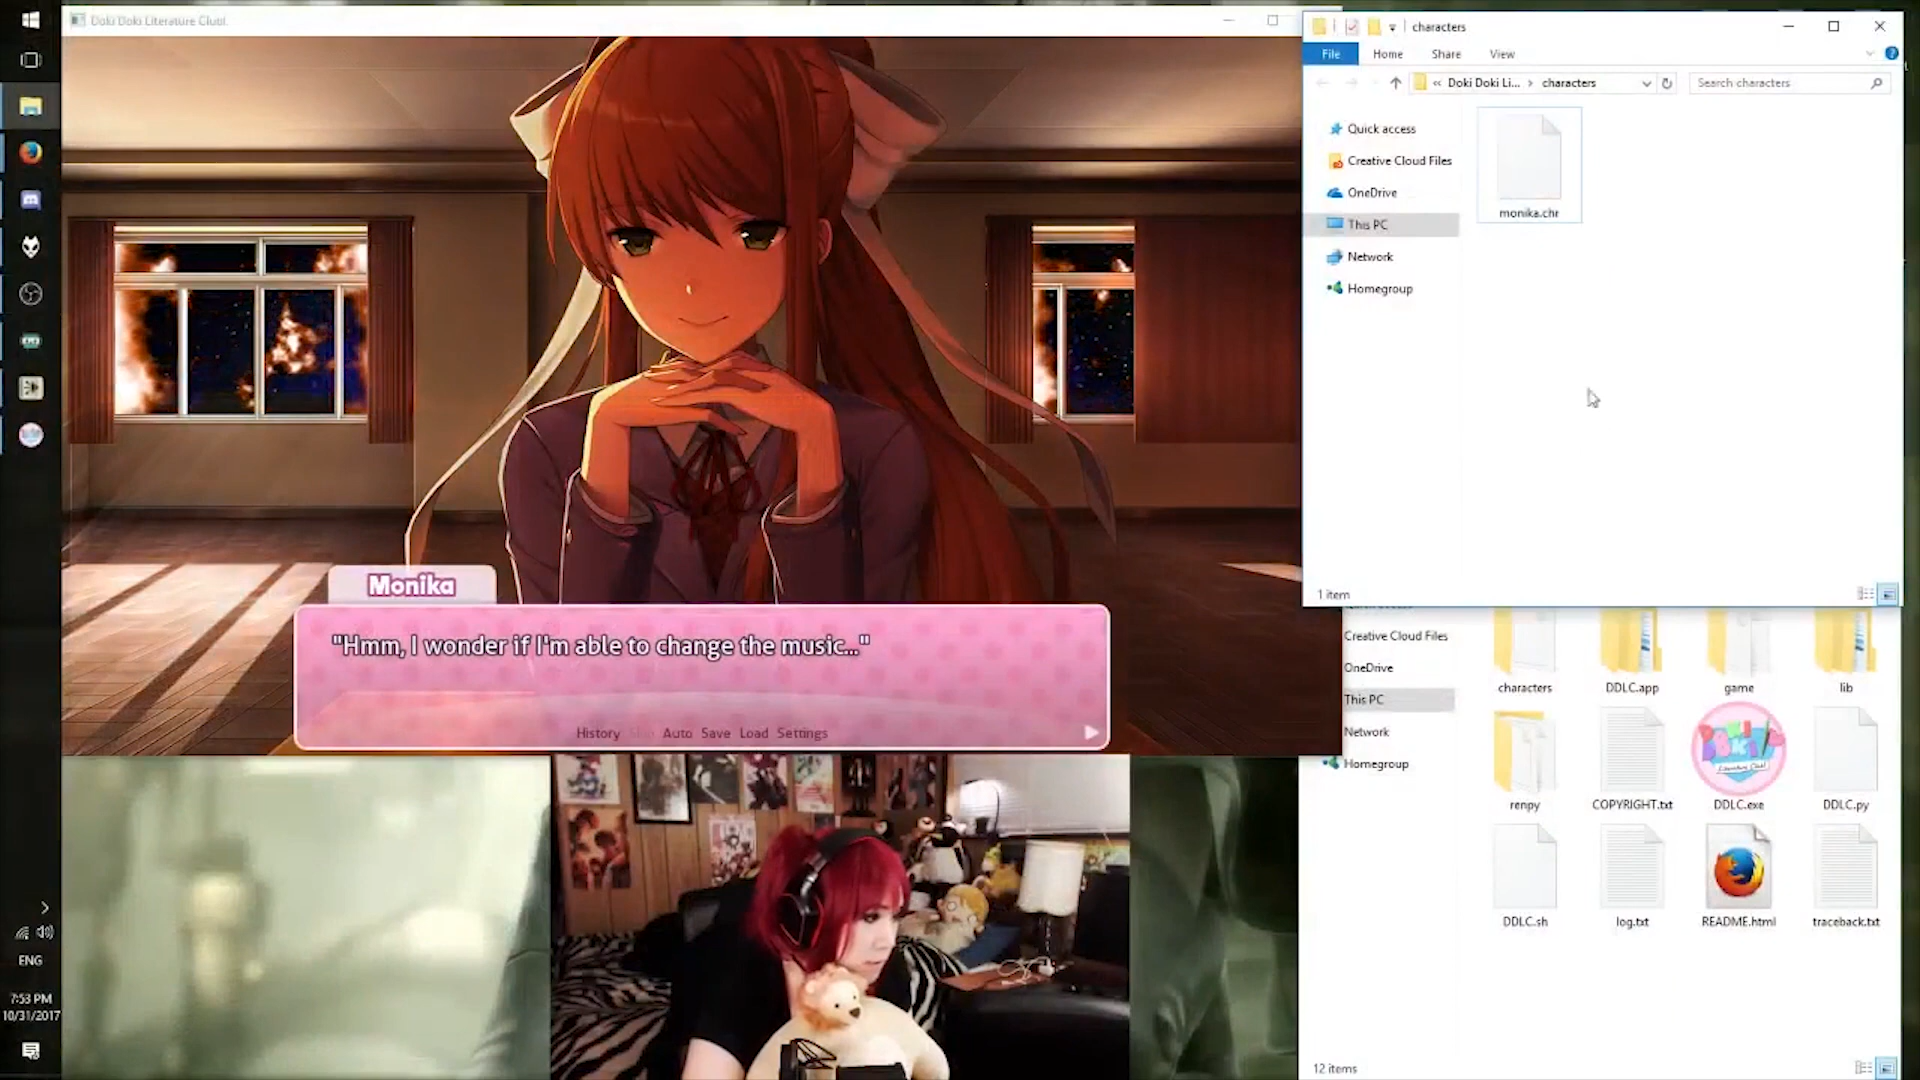 Doki Doki Literature Club!
characters
File
Home
Share
View
Doki Doki Li...
characters
Search characters
Quick access
Creative Cloud Files
OneDrive
This PC
Network
Homegroup
monika.chr
1 item
Monika
"Hmm, I wonder if I'm able to change the music..."
History Skip Auto Save Load Settings
Creative Cloud Files
OneDrive
This PC
Network
Homegroup
characters
DDLC.app
game
lib
renpy
COPYRIGHT.txt
DDLC.exe
DDLC.py
DDLC.sh
log.txt
README.html
traceback.txt
12 items
ENG
7:53 PM
10/31/2017